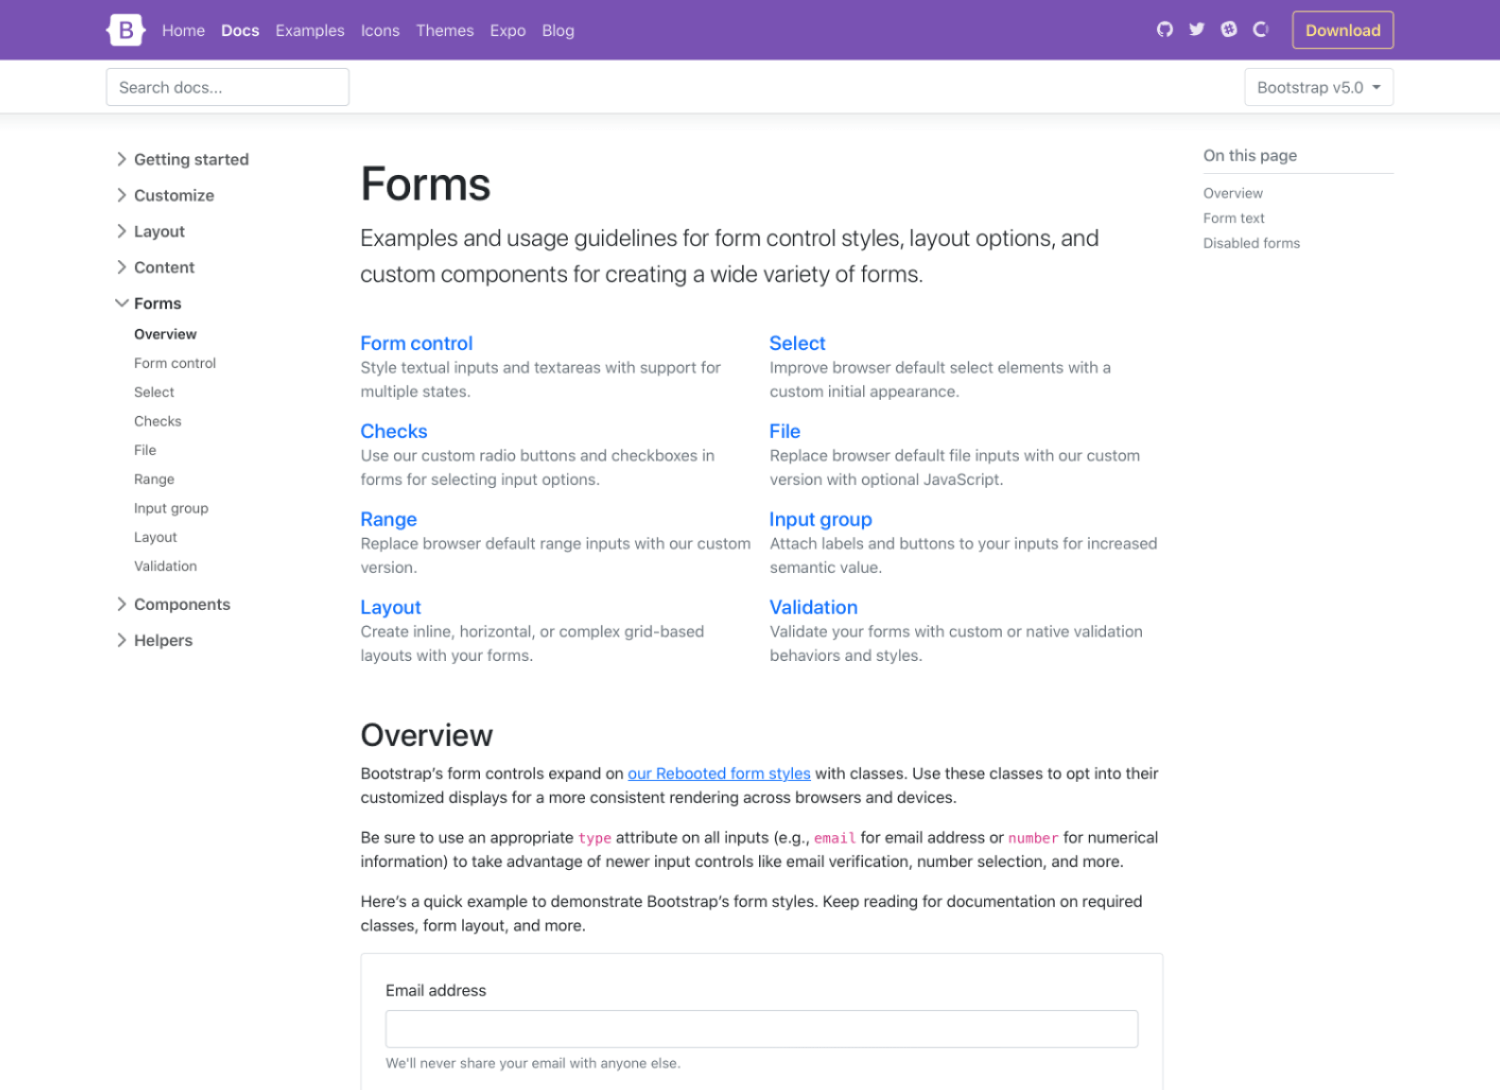 B
Home Docs Examples Icons Themes Expo Blog
Download
Search docs...
Bootstrap v5.0
Getting started
Customize
Layout
Content
Forms
Overview
Form control
Select
Checks
File
Range
Input group
Layout
Validation
Components
Helpers
Forms
Examples and usage guidelines for form control styles, layout options, and
custom components for creating a wide variety of forms.
Form control
Style textual inputs and textareas with support for
multiple states.
Select
Improve browser default select elements with a
custom initial appearance.
Checks
Use our custom radio buttons and checkboxes in
forms for selecting input options.
File
Replace browser default file inputs with our custom
version with optional JavaScript.
Range
Replace browser default range inputs with our custom
version.
Input group
Attach labels and buttons to your inputs for increased
semantic value.
Layout
Create inline, horizontal, or complex grid-based
layouts with your forms.
Validation
Validate your forms with custom or native validation
behaviors and styles.
Overview
Bootstrap’s form controls expand on our Rebooted form styles with classes. Use these classes to opt into their
customized displays for a more consistent rendering across browsers and devices.
Be sure to use an appropriate type attribute on all inputs (e.g., email for email address or number for numerical
information) to take advantage of newer input controls like email verification, number selection, and more.
Here’s a quick example to demonstrate Bootstrap’s form styles. Keep reading for documentation on required
classes, form layout, and more.
Email address
We'll never share your email with anyone else.
On this page
Overview
Form text
Disabled forms